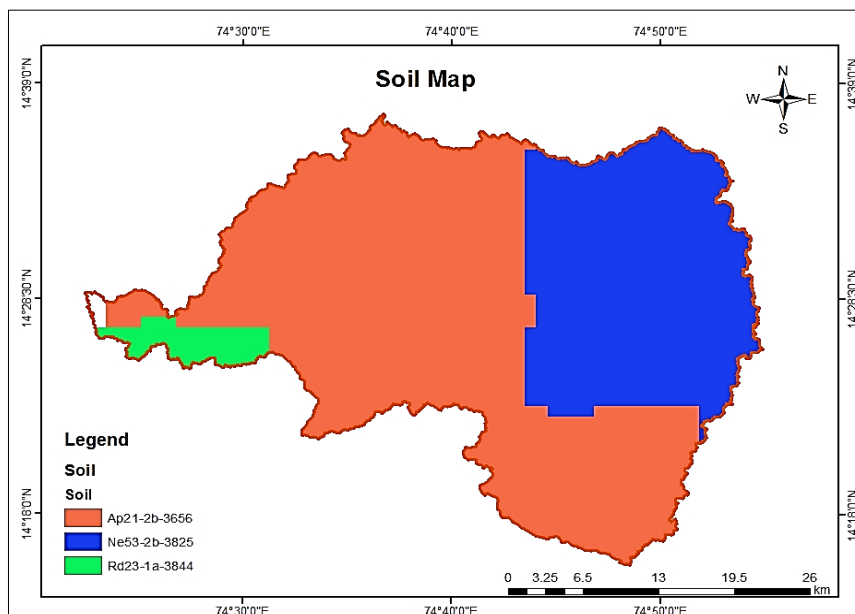 74°30'0"E 74°40'0"E 74°50'0"E
14°39'0"N 14°39'0"N
Soil Map
N
W E
S
14°28'30"N 14°28'30"N
Legend
Soil
Soil
Ap21-2b-3656
Ne53-2b-3825
Rd23-1a-3844
14°18'0"N 14°18'0"N
0 3.25 6.5 13 19.5 26
km
74°30'0"E 74°40'0"E 74°50'0"E